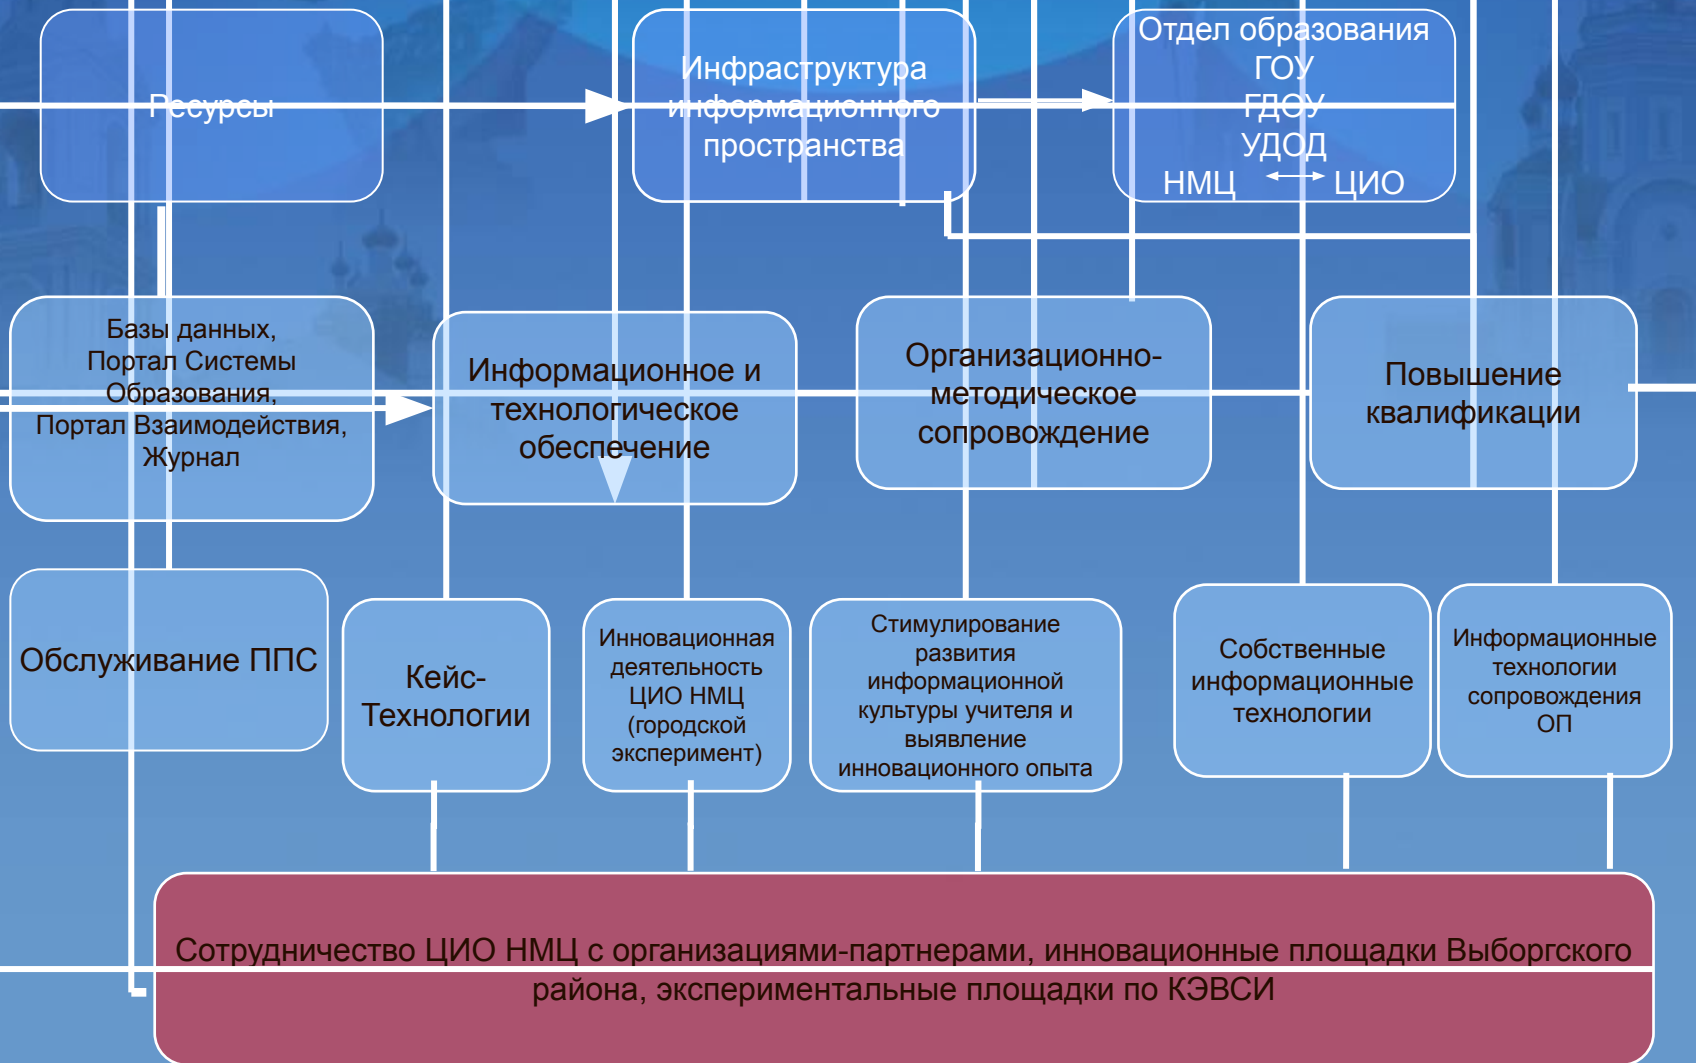 Ресурсы
Инфраструктура
информационного
пространства
Отдел образования
ГОУ
ГДОУ
УДОД
НМЦ ЦИО
Базы данных,
Портал Системы
Образования,
Портал Взаимодействия,
Журнал
Информационное и
технологическое
обеспечение
Организационно-
методическое
сопровождение
Повышение
квалификации
Обслуживание ППС
Кейс-
Технологии
Инновационная
деятельность
ЦИО НМЦ
(городской
эксперимент)
Стимулирование
развития
информационной
культуры учителя и
выявление
инновационного опыта
Собственные
информационные
технологии
Информационные
технологии
сопровождения
ОП
Сотрудничество ЦИО НМЦ с организациями-партнерами, инновационные площадки Выборгского
района, экспериментальные площадки по КЭВСИ